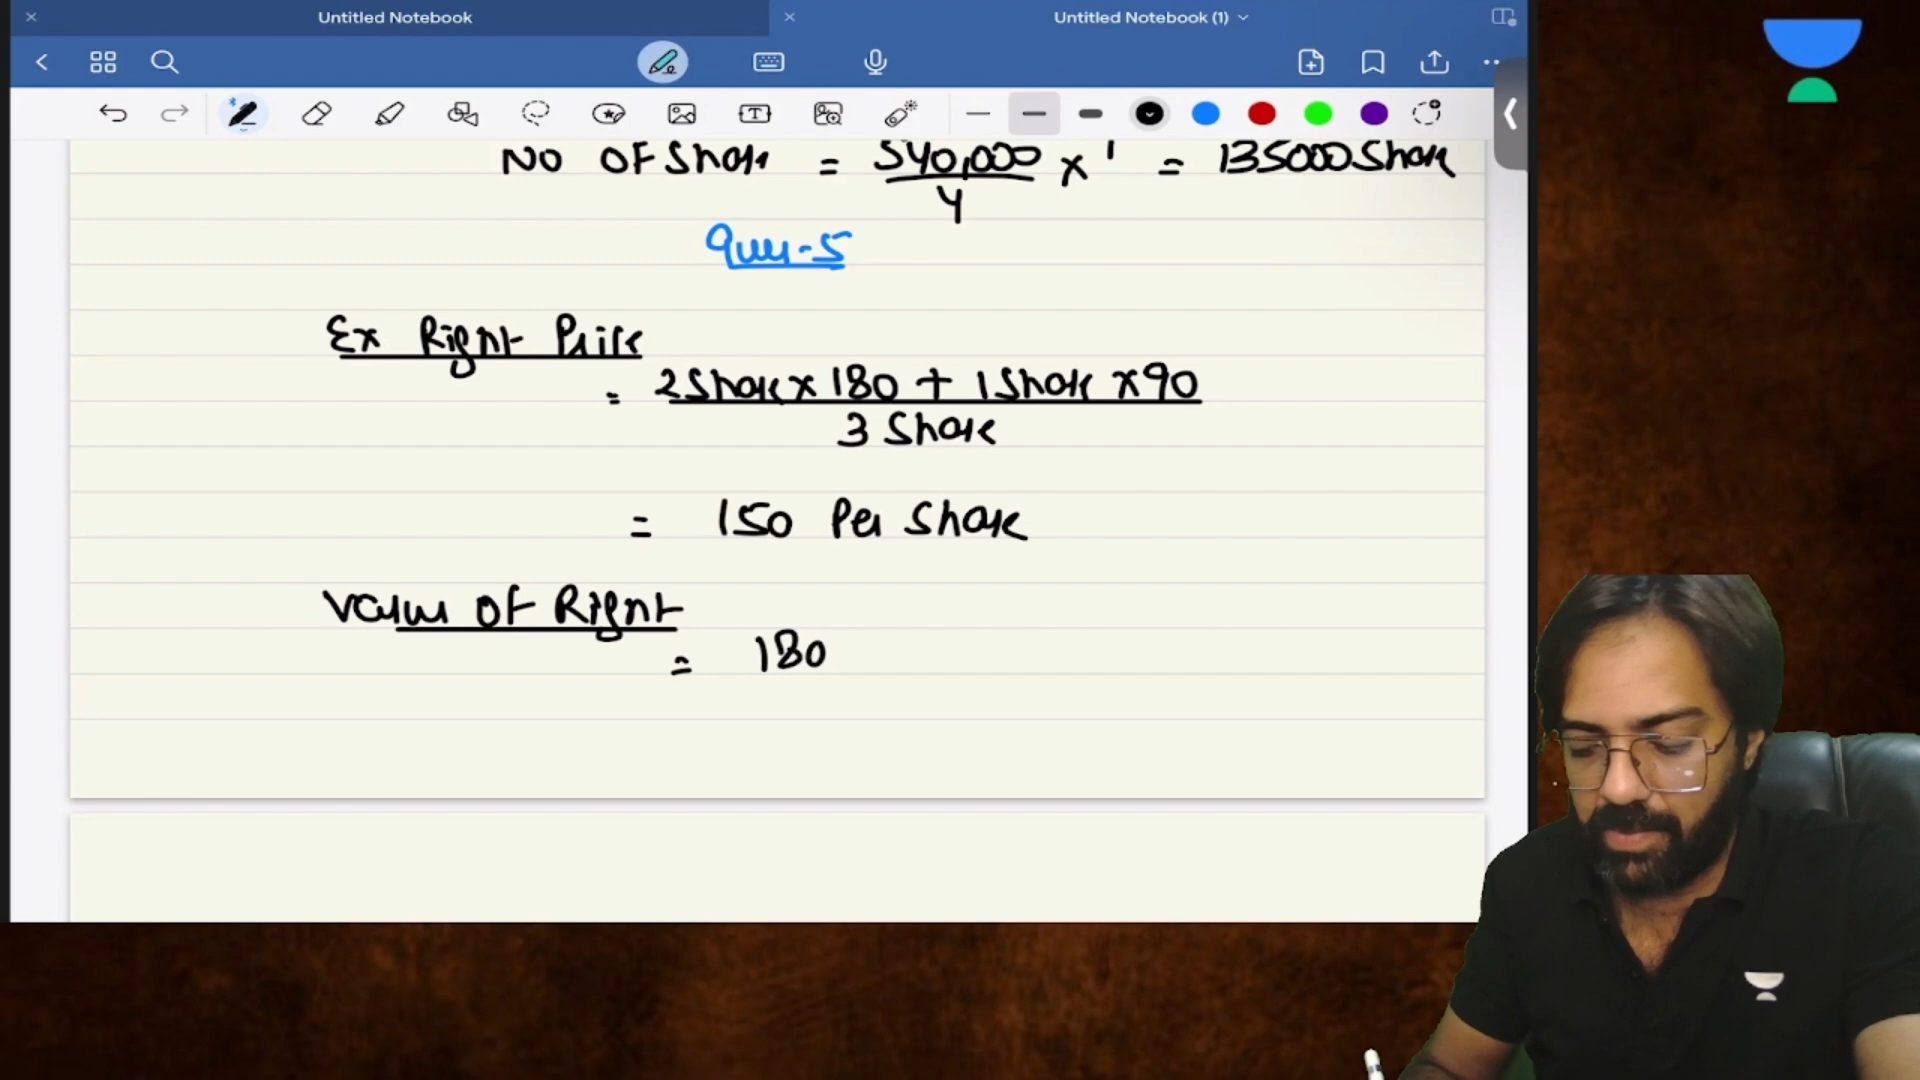 Untitled Notebook
Untitled Notebook (1)
No OF Share = 540,000 / 4 × 1 = 135000 Share
Ques-5
Ex Right Price
= 2 Share × 180 + 1 Share × 90
3 Share
= 150 Per Share
Value of Right
= 180